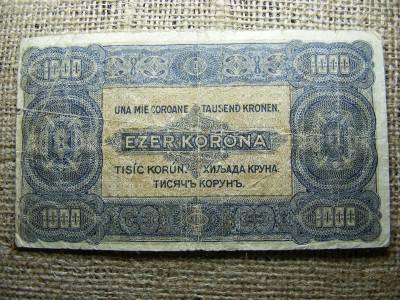 1000 1000
UNA MIE COROANE TAUSEND KRONEN.
EZER KORONA
TISÍC KORUN. ХИЉАДА КРУНА
ТИСЯЧЪ КОРУНЪ.
1000 1000